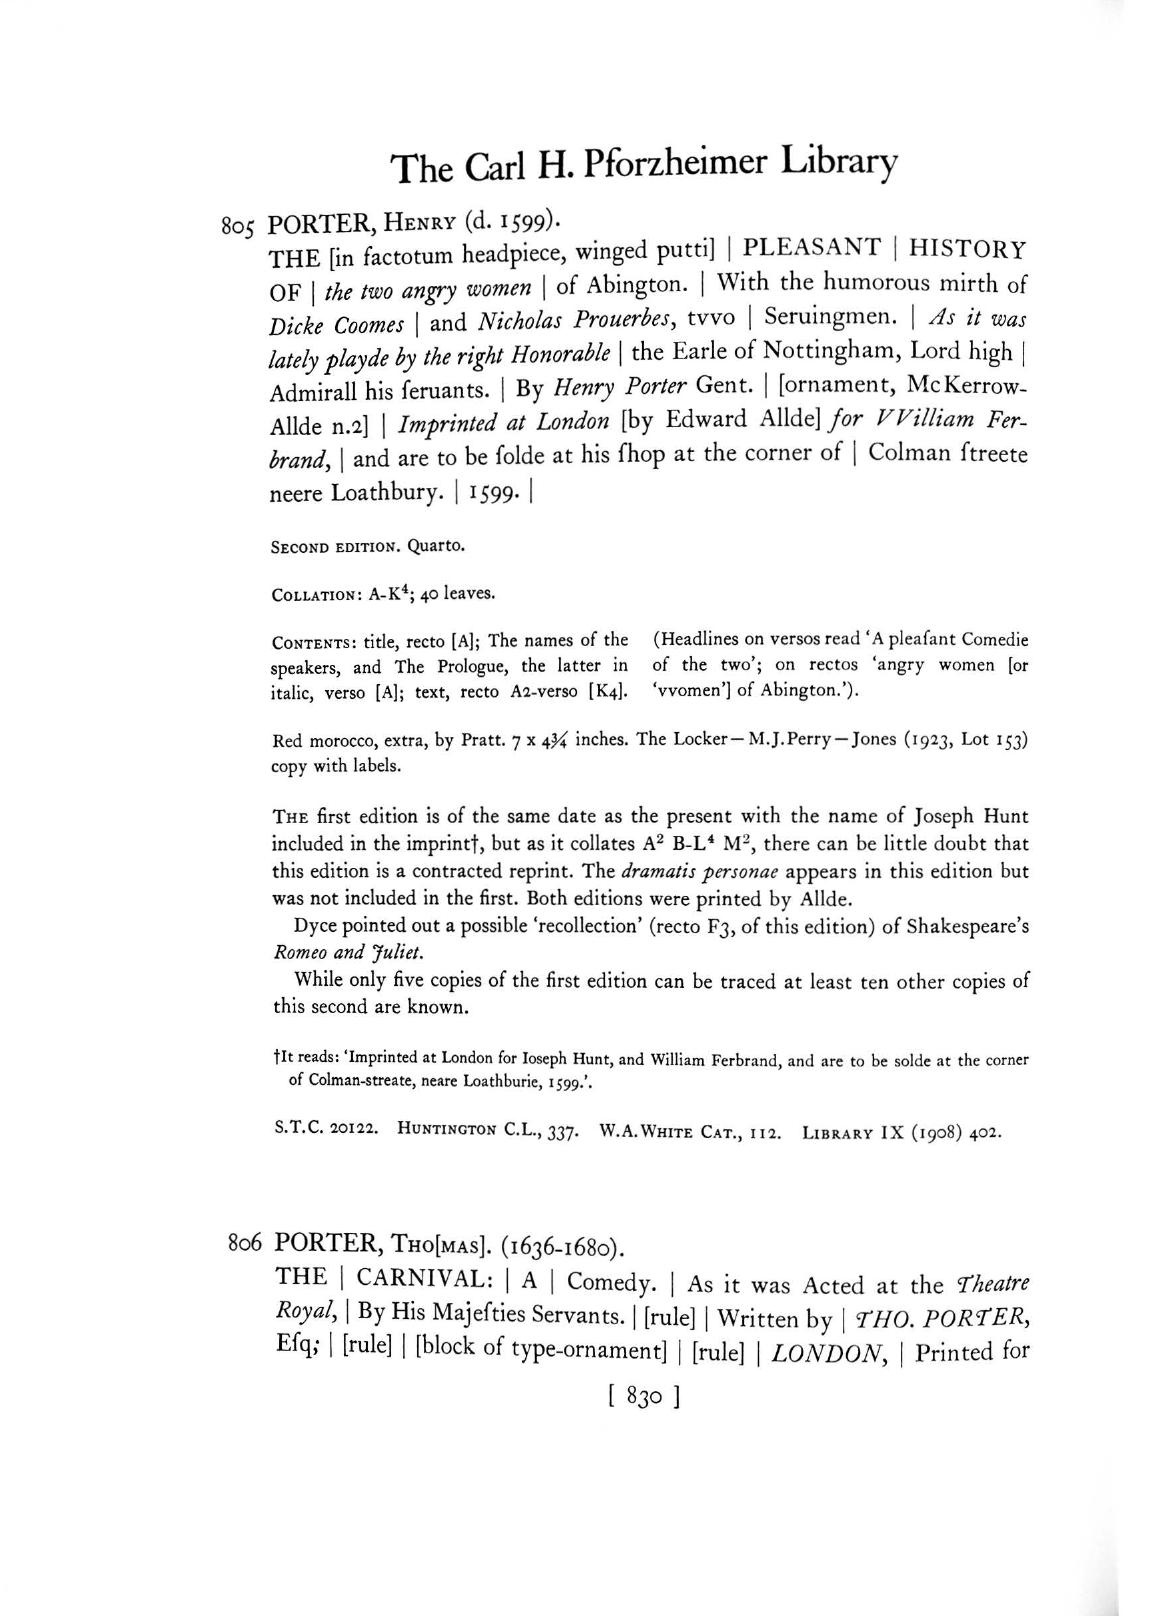 The Carl H. Pforzheimer Library
805 PORTER, HENRY (d. 1599).
THE [in factotum headpiece, winged putti] | PLEASANT | HISTORY
OF | the two angry women | of Abington. | With the humorous mirth of
Dicke Coomes | and Nicholas Prouerbes, tvvo | Seruingmen. | As it was
lately playde by the right Honorable | the Earle of Nottingham, Lord high |
Admirall his ſeruants. | By Henry Porter Gent. | [ornament, McKerrow-
Allde n.2] | Imprinted at London [by Edward Allde] for VVilliam Fer-
brand, | and are to be ſolde at his ſhop at the corner of | Colman ſtreete
neere Loathbury. | 1599. |
SECOND EDITION. Quarto.
COLLATION: A-K⁴; 40 leaves.
CONTENTS: title, recto [A]; The names of the
speakers, and The Prologue, the latter in
italic, verso [A]; text, recto A2-verso [K4].
(Headlines on versos read ‘A pleaſant Comedie
of the two’; on rectos ‘angry women [or
‘vvomen’] of Abington.’).
Red morocco, extra, by Pratt. 7 x 4¾ inches. The Locker—M.J.Perry—Jones (1923, Lot 153)
copy with labels.
THE first edition is of the same date as the present with the name of Joseph Hunt
included in the imprint†, but as it collates A² B-L⁴ M², there can be little doubt that
this edition is a contracted reprint. The dramatis personae appears in this edition but
was not included in the first. Both editions were printed by Allde.
Dyce pointed out a possible ‘recollection’ (recto F3, of this edition) of Shakespeare’s
Romeo and Juliet.
While only five copies of the first edition can be traced at least ten other copies of
this second are known.
†It reads: ‘Imprinted at London for Ioseph Hunt, and William Ferbrand, and are to be solde at the corner
of Colman-streate, neare Loathburie, 1599.’.
S.T.C. 20122. HUNTINGTON C.L., 337. W.A.WHITE CAT., 112. LIBRARY IX (1908) 402.
806 PORTER, THO[MAS]. (1636-1680).
THE | CARNIVAL: | A | Comedy. | As it was Acted at the Theatre
Royal, | By His Majeſties Servants. | [rule] | Written by | THO. PORTER,
Eſq; | [rule] | [block of type-ornament] | [rule] | LONDON, | Printed for
[ 830 ]